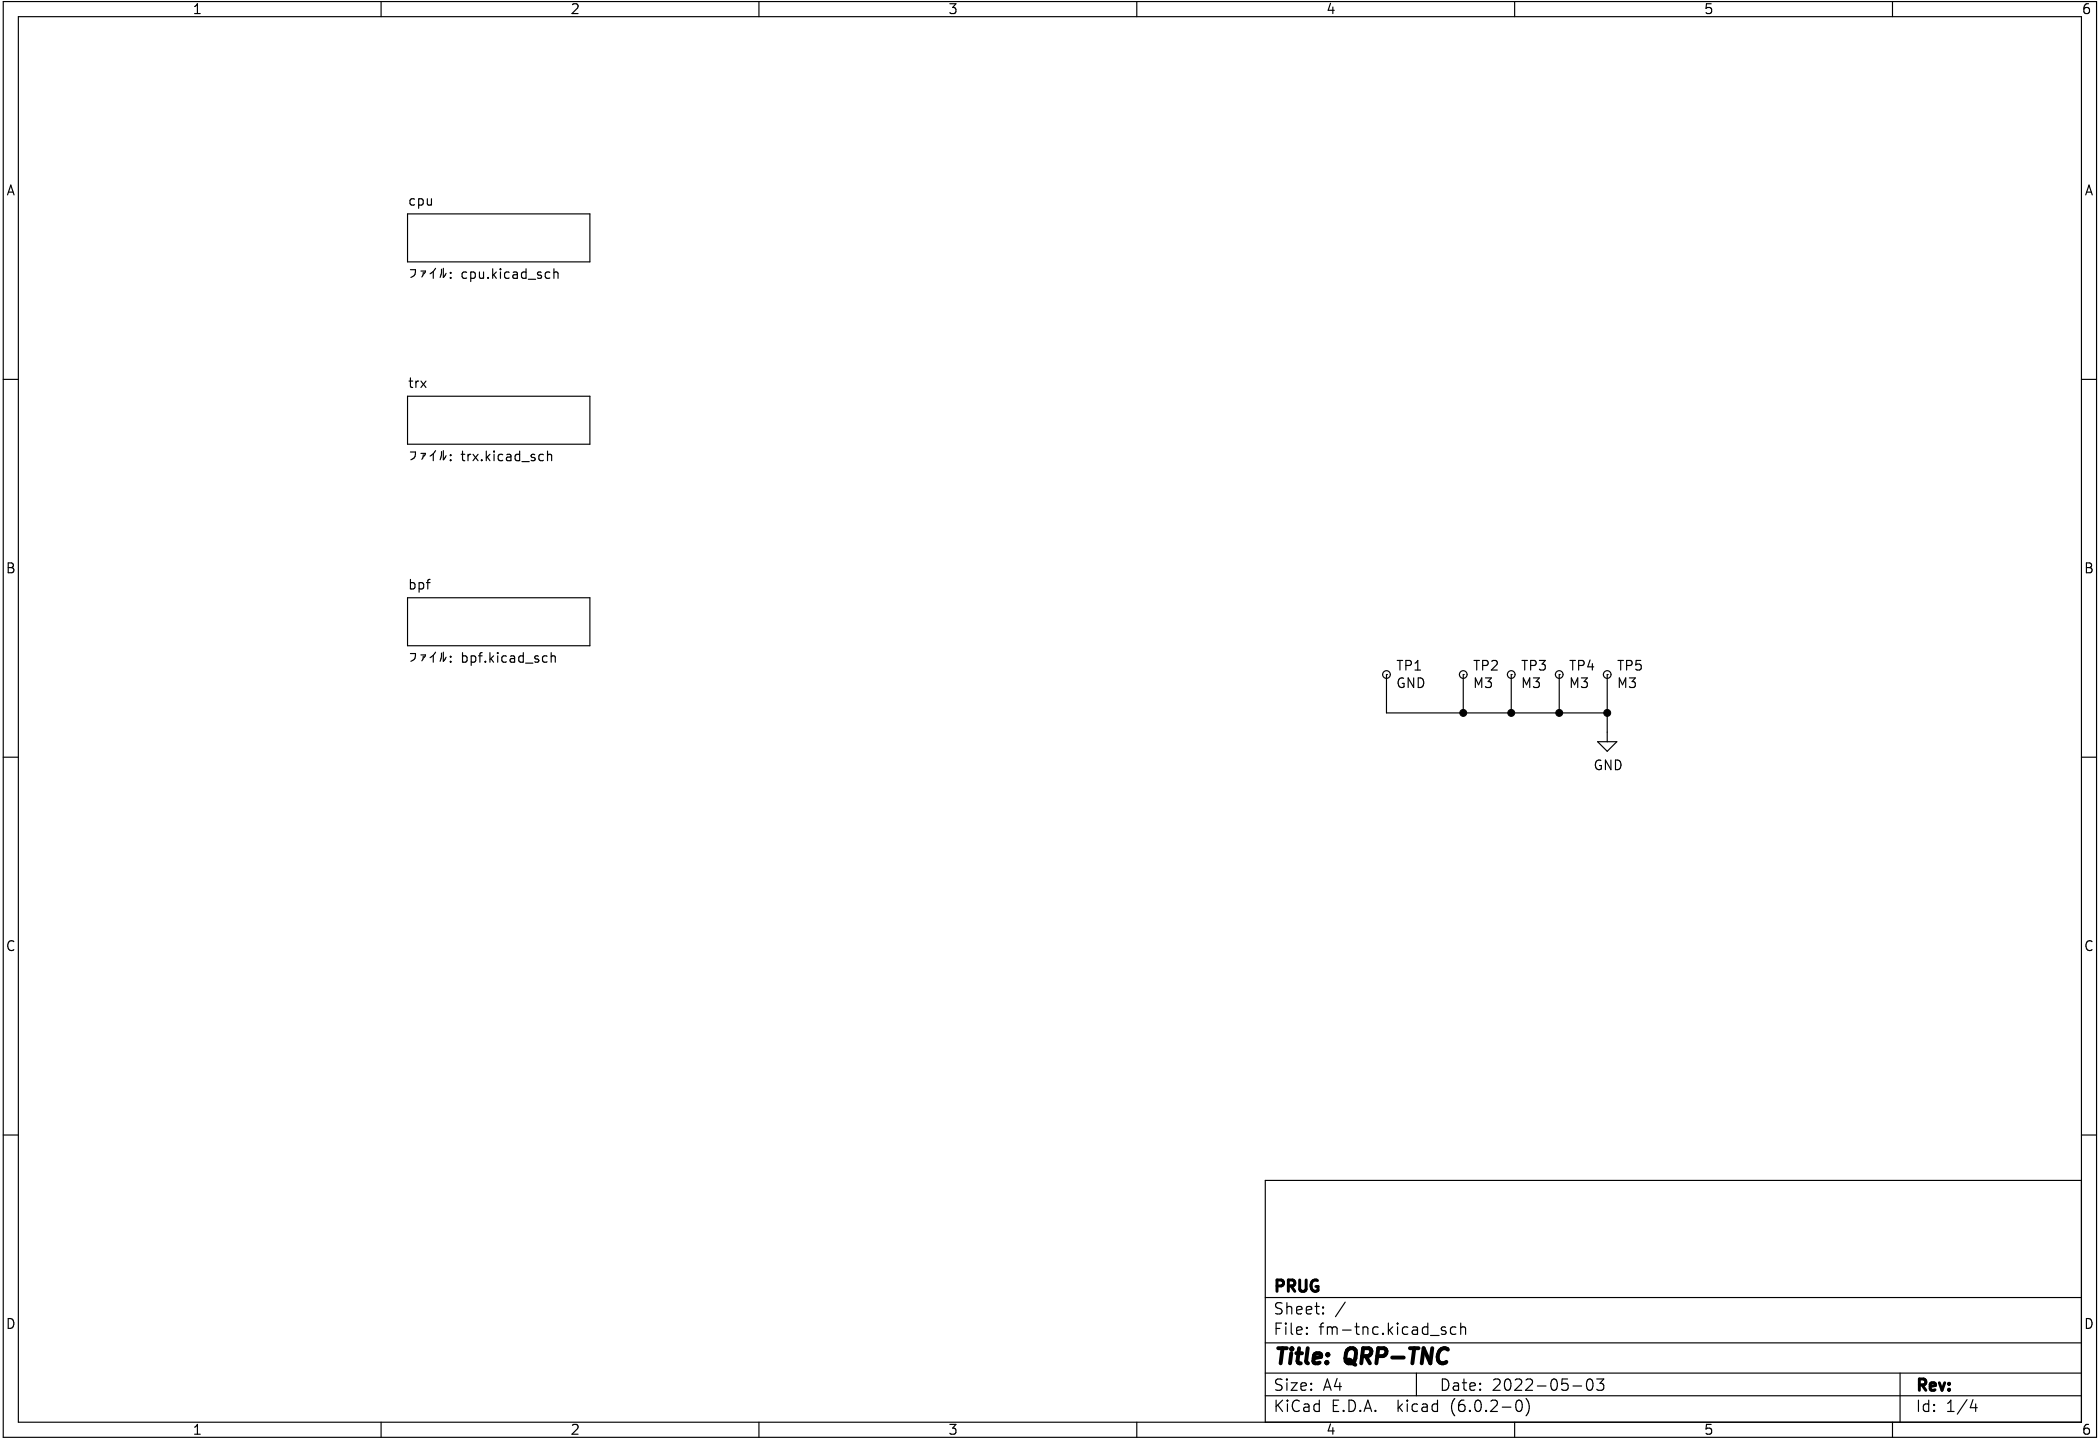 1 2 3 4 5 6
A A
cpu
ファイル: cpu.kicad_sch
trx
ファイル: trx.kicad_sch
B B
bpf
ファイル: bpf.kicad_sch
TP1 TP2 TP3 TP4 TP5
GND M3 M3 M3 M3
GND
C C
PRUG
Sheet: /
File: fm-tnc.kicad_sch
D D
Title: QRP-TNC
Size: A4 Date: 2022-05-03 Rev:
KiCad E.D.A. kicad (6.0.2-0) Id: 1/4
1 2 3 4 5 6